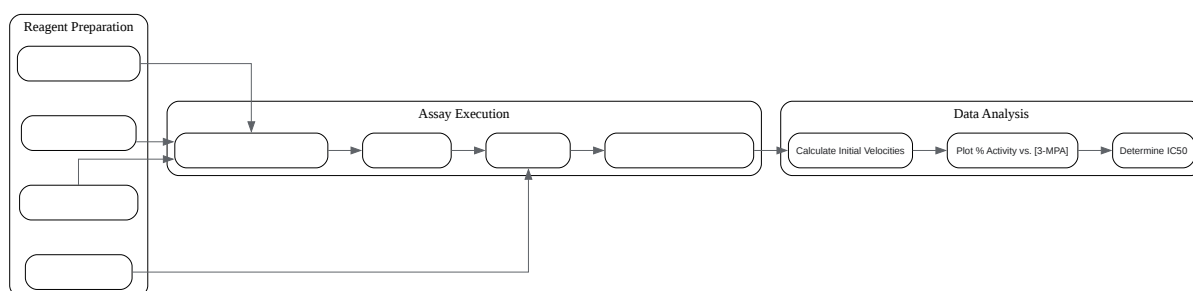 Reagent Preparation
Assay Execution
Data Analysis
Calculate Initial Velocities
Plot % Activity vs. [3-MPA]
Determine IC50